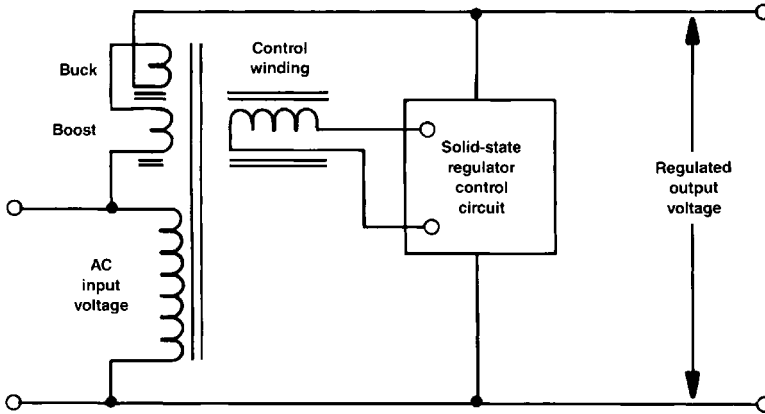 Buck
Boost
Control
winding
Solid-state
regulator
control
circuit
Regulated
output
voltage
AC
input
voltage